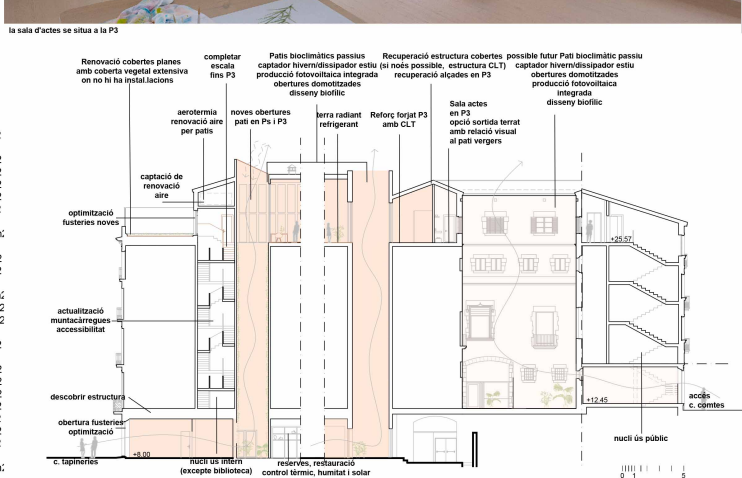 la sala d'actes se situa a la P3
Renovació cobertes planes
amb coberta vegetal extensiva
on no hi ha instal.lacions
completar
escala
fins P3
Patis bioclimàtics passius
captador hivern/dissipador estiu
producció fotovoltaica integrada
obertures domotitzades
disseny biofílic
Recuperació estructura cobertes
(si noés possible, estructura CLT)
recuperació alçades en P3
possible futur Pati bioclimàtic passiu
captador hivern/dissipador estiu
obertures domotitzades
producció fotovoltaica
integrada
disseny biofílic
aerotermia
renovació aire
per patis
noves obertures
pati en Ps i P3
terra radiant
refrigerant
Reforç forjat P3
amb CLT
Sala actes
en P3
opció sortida terrat
amb relació visual
al pati vergers
captació de
renovació
aire
optimització
fusteries noves
+25.57
actualització
muntacàrregues
accessibilitat
descobrir estructura
+12.45
accès
c. comtes
obertura fusteries
optimització
nucli ús públic
+8.00
c. tapineries
nucli ús intern
(excepte biblioteca)
reserves, restauració
control tèrmic, humitat i solar
0 1 5